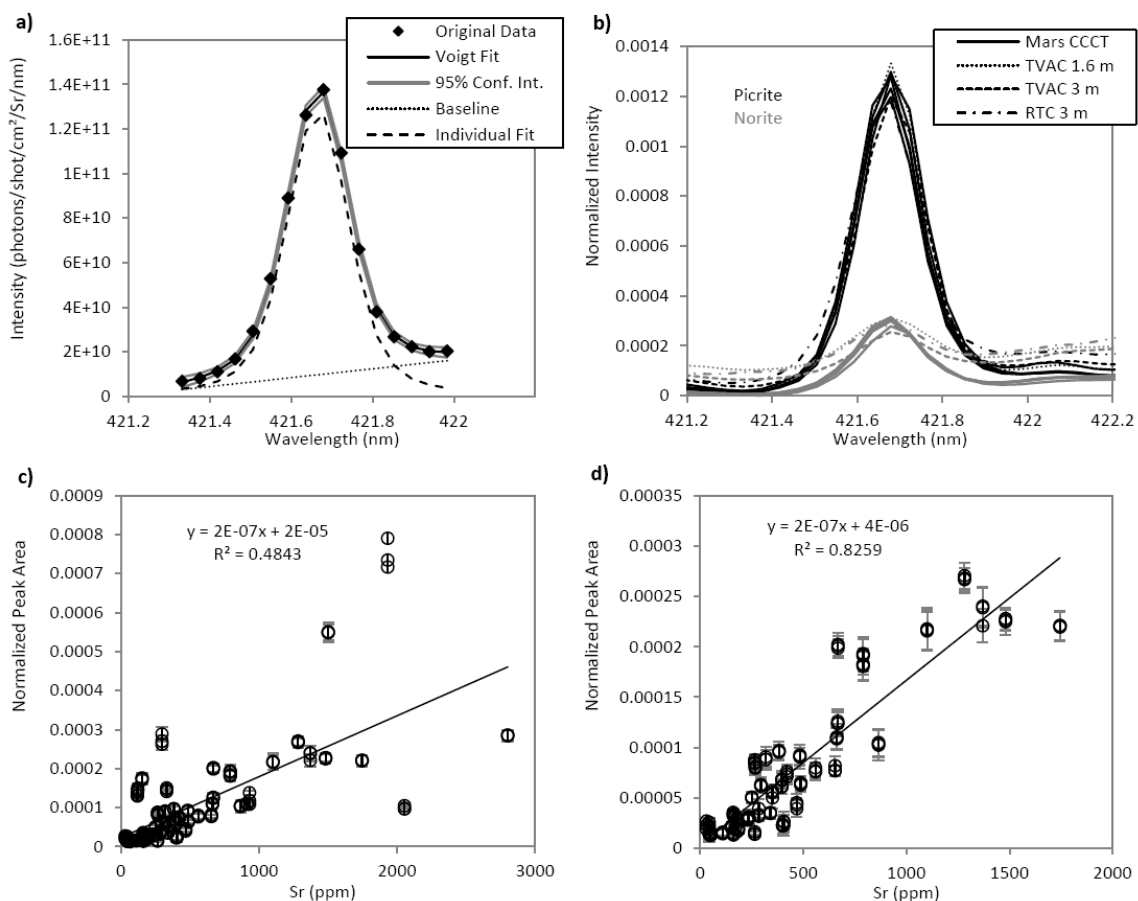 a)
Intensity (photons/shot/cm²/Sr/nm)
1.6E+11
1.4E+11
1.2E+11
1E+11
8E+10
6E+10
4E+10
2E+10
0
421.2
421.4
421.6
421.8
422
Wavelength (nm)
Original Data
Voigt Fit
95% Conf. Int.
Baseline
Individual Fit
b)
Normalized Intensity
0.0014
0.0012
0.001
0.0008
0.0006
0.0004
0.0002
0
421.2
421.4
421.6
421.8
422
422.2
Wavelength (nm)
Picrite
Norite
Mars CCCT
TVAC 1.6 m
TVAC 3 m
RTC 3 m
c)
Normalized Peak Area
0.0009
0.0008
0.0007
0.0006
0.0005
0.0004
0.0003
0.0002
0.0001
0
0
1000
2000
3000
Sr (ppm)
y = 2E-07x + 2E-05
R² = 0.4843
d)
Normalized Peak Area
0.00035
0.0003
0.00025
0.0002
0.00015
0.0001
0.00005
0
0
500
1000
1500
2000
Sr (ppm)
y = 2E-07x + 4E-06
R² = 0.8259